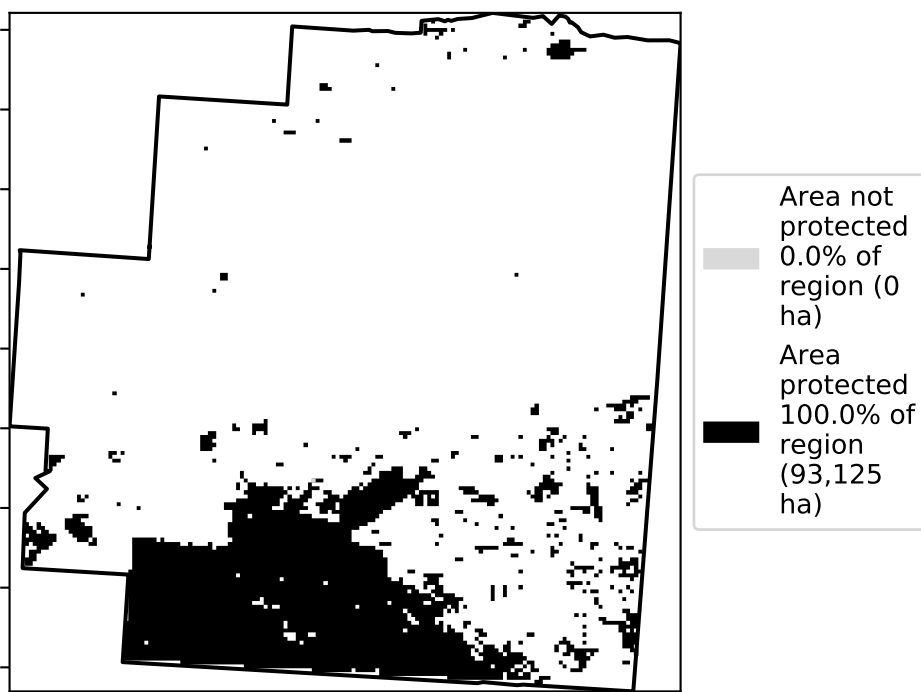 Area not
protected
0.0% of
region (0
ha)
Area
protected
100.0% of
region
(93,125
ha)